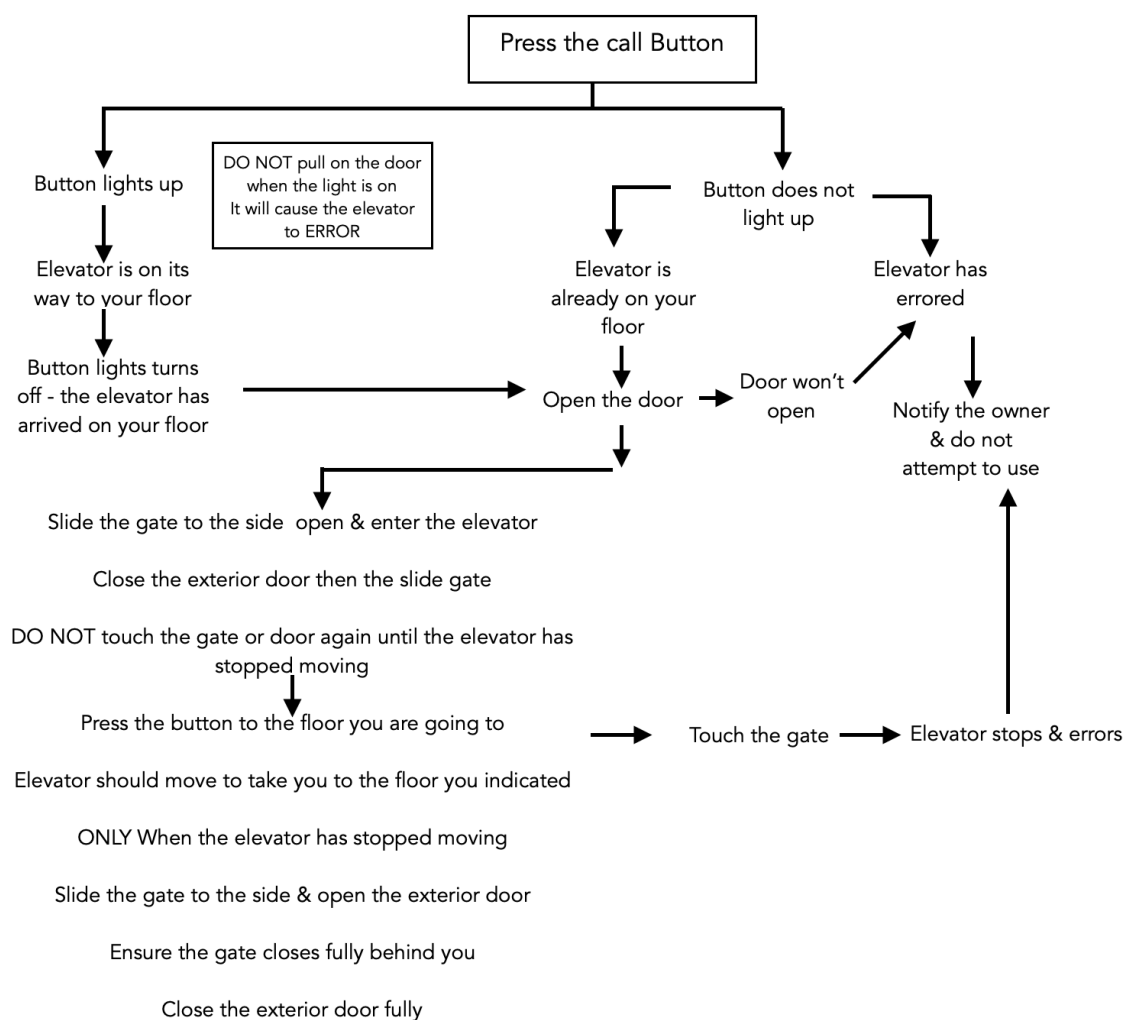 Press the call Button
Button lights up
DO NOT pull on the door
when the light is on
It will cause the elevator
to ERROR
Button does not
light up
Elevator is on its
way to your floor
Elevator is
already on your
floor
Elevator has
errored
Button lights turns
off - the elevator has
arrived on your floor
Open the door
Door won't
open
Notify the owner
& do not
attempt to use
Slide the gate to the side open & enter the elevator
Close the exterior door then the slide gate
DO NOT touch the gate or door again until the elevator has
stopped moving
Press the button to the floor you are going to
Touch the gate
Elevator stops & errors
Elevator should move to take you to the floor you indicated
ONLY When the elevator has stopped moving
Slide the gate to the side & open the exterior door
Ensure the gate closes fully behind you
Close the exterior door fully